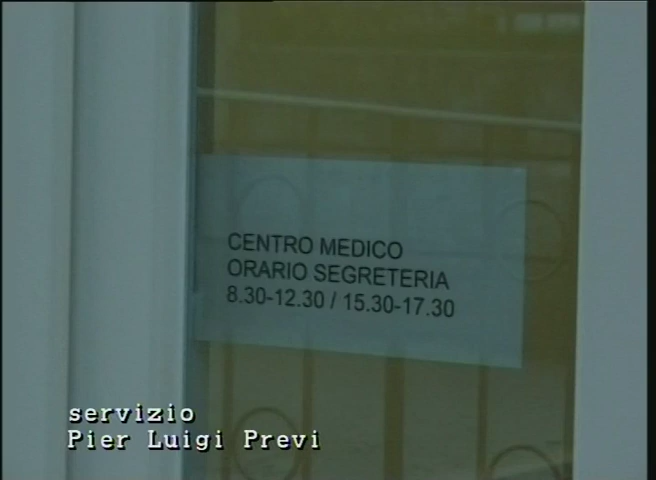 CENTRO MEDICO
ORARIO SEGRETERIA
8.30-12.30 / 15.30-17.30
servizio
Pier Luigi Previ